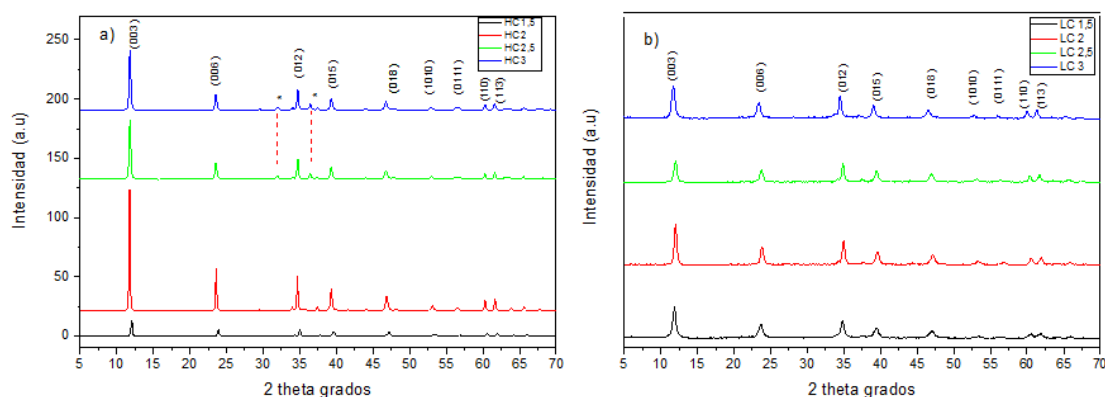 a)
(003)
(006)
*
(012)
*
(015)
(018)
(1010)
(0111)
(110)
(113)
HC1,5
HC2
HC2,5
HC3
Intensidad (a.u)
250
200
150
100
50
0
5 10 15 20 25 30 35 40 45 50 55 60 65 70
2 theta grados
b)
(003)
(006)
(012)
(015)
(018)
(1010)
(0111)
(110)
(113)
LC 1,5
LC 2
LC 2,5
LC 3
Intensidad (a.u)
5 10 15 20 25 30 35 40 45 50 55 60 65 70
2 theta grados